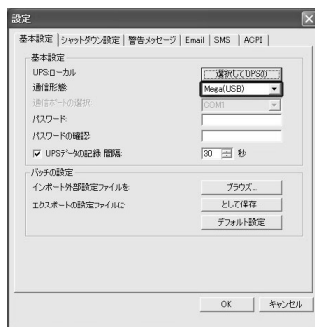 設定
基本設定 シャットダウン設定 警告メッセージ Email SMS ACPI
基本設定
UPS:ローカル 選択してUPSの
通信形態: Mega(USB)
通信ポートの選択: COM1
パスワード:
パスワードの確認:
UPSデータの記録 間隔: 30 秒
バッチの設定
インポート外部設定ファイルを ブラウズ...
エクスポートの設定ファイルに として保存
デフォルト設定
OK キャンセル